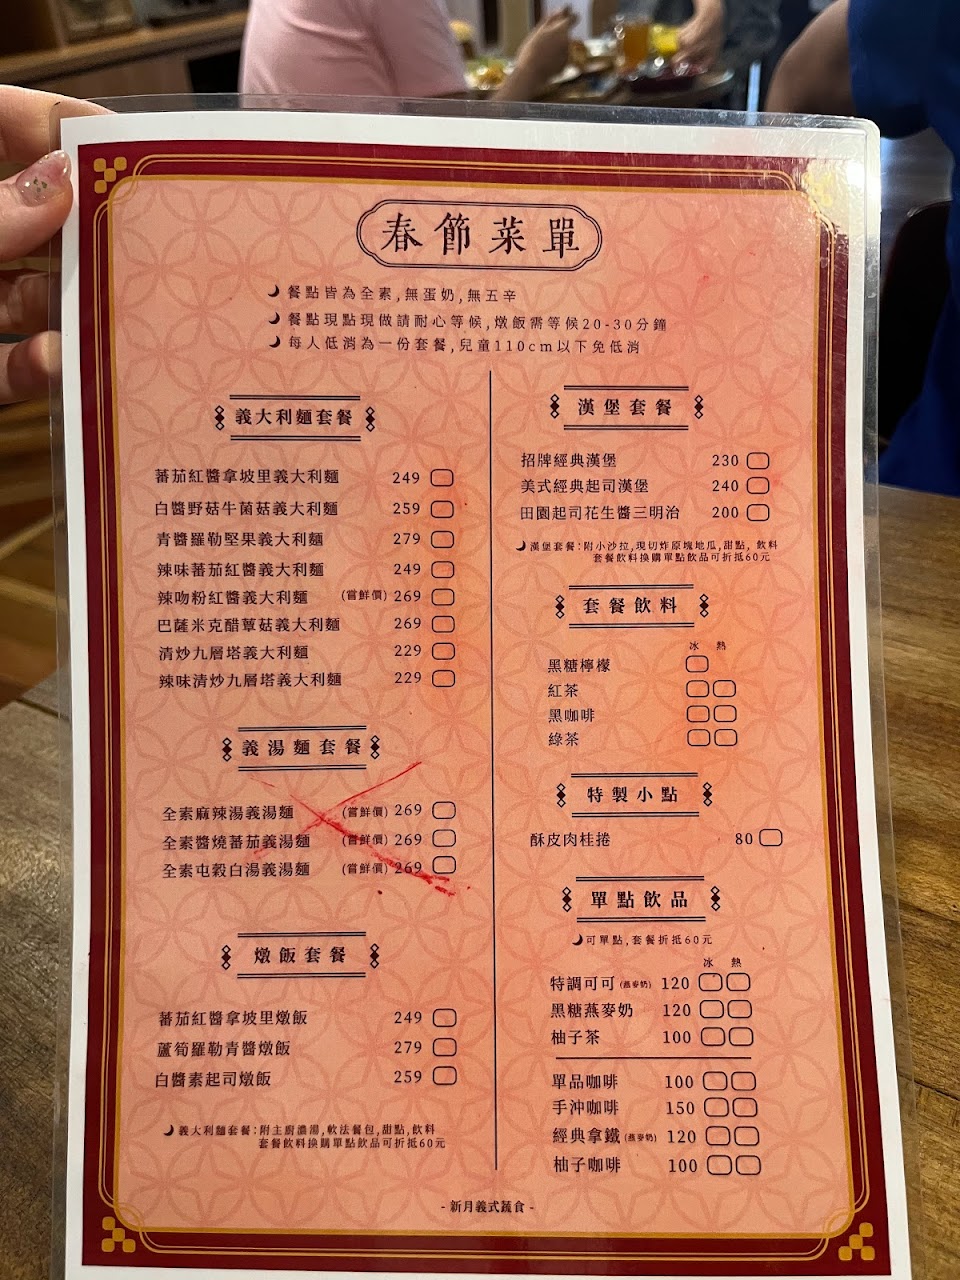 春節菜單
餐點皆為全素,無蛋奶,無五辛
餐點現點現做請耐心等候,燉飯需等候20-30分鐘
每人低消為一份套餐,兒童110cm以下免低消
義大利麵套餐
蕃茄紅醬拿坡里義大利麵 249
白醬野菇牛菌菇義大利麵 259
青醬羅勒堅果義大利麵 279
辣味蕃茄紅醬義大利麵 249
辣吻粉紅醬義大利麵 (嘗鮮價) 269
巴薩米克醋蕈菇義大利麵 269
清炒九層塔義大利麵 229
辣味清炒九層塔義大利麵 229
義湯麵套餐
全素麻辣湯義湯麵 (嘗鮮價) 269
全素醬燒蕃茄義湯麵 (嘗鮮價) 269
全素屯穀白湯義湯麵 (嘗鮮價) 269
燉飯套餐
蕃茄紅醬拿坡里燉飯 249
蘆筍羅勒青醬燉飯 279
白醬素起司燉飯 259
義大利麵套餐:附主廚濃湯,軟法餐包,甜點,飲料
套餐飲料換購單點飲品可折抵60元
漢堡套餐
招牌經典漢堡 230
美式經典起司漢堡 240
田園起司花生醬三明治 200
漢堡套餐:附小沙拉,現切炸原塊地瓜,甜點,飲料
套餐飲料換購單點飲品可折抵60元
套餐飲料
冰 熱
黑糖檸檬
紅茶
黑咖啡
綠茶
特製小點
酥皮肉桂捲 80
單點飲品
可單點,套餐折抵60元
冰 熱
特調可可(燕麥奶) 120
黑糖燕麥奶 120
柚子茶 100
單品咖啡 100
手沖咖啡 150
經典拿鐵(燕麥奶) 120
柚子咖啡 100
- 新月義式蔬食 -